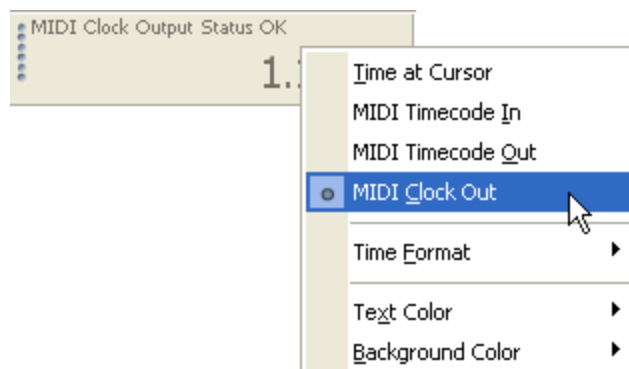 MIDI Clock Output Status OK
1.
Time at Cursor
MIDI Timecode In
MIDI Timecode Out
MIDI Clock Out
Time Format
Text Color
Background Color